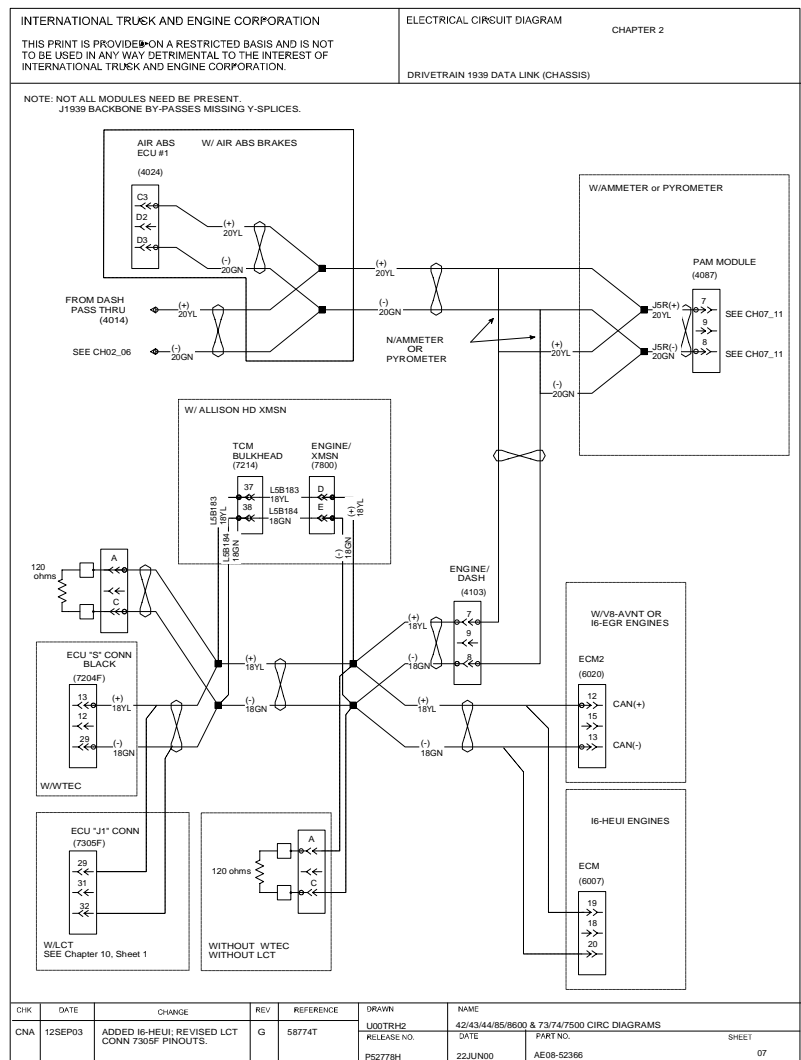 INTERNATIONAL TRUCK AND ENGINE CORPORATION
THIS PRINT IS PROVIDED ON A RESTRICTED BASIS AND IS NOT
TO BE USED IN ANY WAY DETRIMENTAL TO THE INTEREST OF
INTERNATIONAL TRUCK AND ENGINE CORPORATION.
ELECTRICAL CIRCUIT DIAGRAM
CHAPTER 2
DRIVETRAIN 1939 DATA LINK (CHASSIS)
NOTE: NOT ALL MODULES NEED BE PRESENT.
J1939 BACKBONE BY-PASSES MISSING Y-SPLICES.
AIR ABS
ECU #1
W/ AIR ABS BRAKES
(4024)
C3
D2
D3
(+)
20YL
(-)
20GN
FROM DASH
PASS THRU
(4014)
(+)
20YL
SEE CH02_06
(-)
20GN
(+)
20YL
(-)
20GN
N/AMMETER
OR
PYROMETER
W/AMMETER or PYROMETER
PAM MODULE
(4087)
J5R(+)
20YL
7
SEE CH07_11
9
J5R(-)
20GN
8
SEE CH07_11
(+)
20YL
(-)
20GN
W/ ALLISON HD XMSN
TCM
BULKHEAD
(7214)
ENGINE/
XMSN
(7800)
37
L5B183
18YL
D
38
L5B184
18GN
E
L5B183
18YL
L5B184
18GN
(+)
18YL
(-)
18GN
120
ohms
A
C
ENGINE/
DASH
(4103)
7
9
8
(+)
18YL
(-)
18GN
ECU "S" CONN
BLACK
(7204F)
13
12
29
(+)
18YL
(-)
18GN
W/WTEC
(+)
18YL
(-)
18GN
(+)
18YL
(-)
18GN
W/V8-AVNT OR
I6-EGR ENGINES
ECM2
(6020)
12
CAN(+)
15
13
CAN(-)
ECU "J1" CONN
(7305F)
29
31
32
W/LCT
SEE Chapter 10, Sheet 1
120 ohms
A
C
WITHOUT WTEC
WITHOUT LCT
I6-HEUI ENGINES
ECM
(6007)
19
18
20
CHK
DATE
CHANGE
REV
REFERENCE
CNA
12SEP03
ADDED I6-HEUI; REVISED LCT
CONN 7305F PINOUTS.
G
58774T
DRAWN
U00TRH2
NAME
42/43/44/85/8600 & 73/74/7500 CIRC DIAGRAMS
RELEASE NO.
P52778H
DATE
22JUN00
PART NO.
AE08-52366
SHEET
07